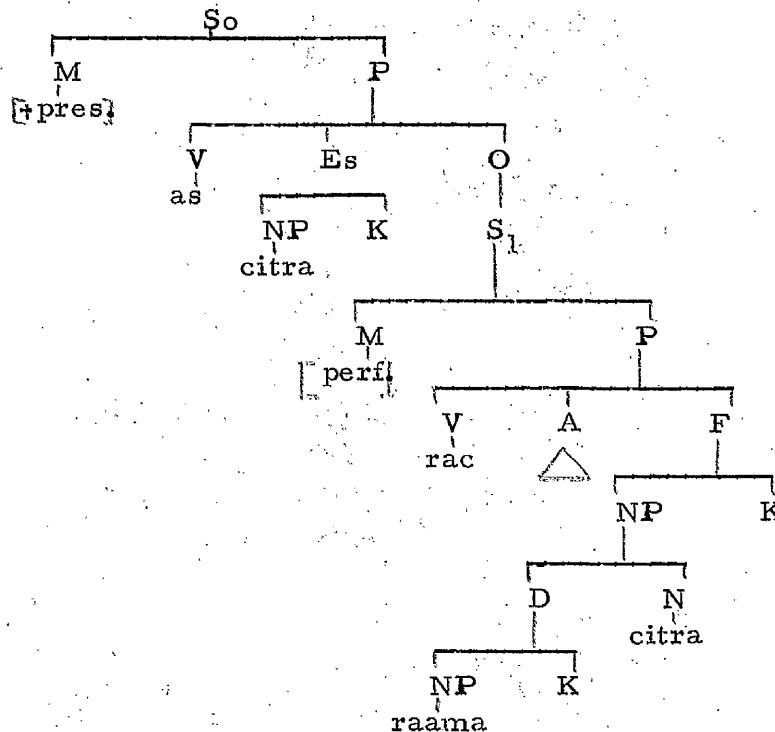 So
M P
[+pres]
V Es O
as
NP K S1
citra
M P
[perf]
V A F
rac
NP K
D N
citra
NP K
raama